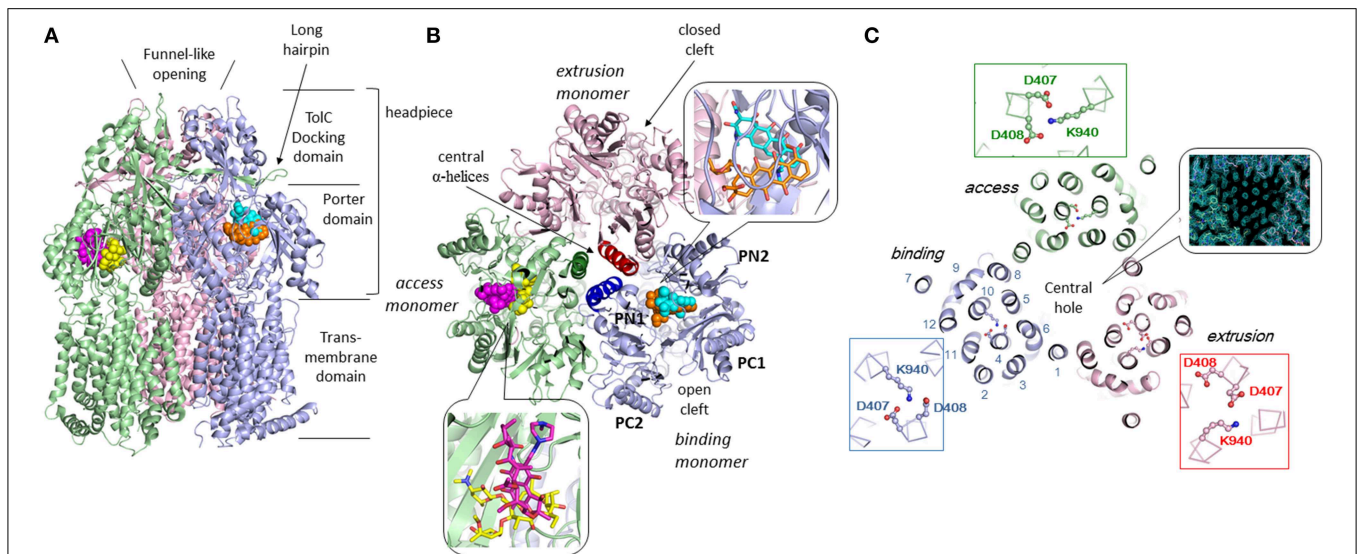 A
Funnel-like
opening
Long
hairpin
TolC
Docking
domain
headpiece
Porter
domain
Trans-
membrane
domain
B
closed
cleft
extrusion
monomer
central
α-helices
access
monomer
PN2
PN1
PC1
open
cleft
PC2
binding
monomer
C
D407
D408
K940
access
binding
7
9
8
10
5
12
6
11
4
1
3
2
Central
hole
extrusion
K940
D407
D408
D408
D407
K940